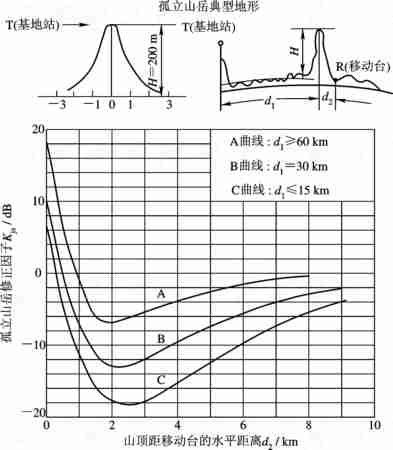 孤立山岳典型地形
T(基地站)
T(基地站)
H=200 m
−3 −1 0 1 3
H
R(移动台)
d₁
d₂
A曲线:d₁≥60 km
B曲线:d₁=30 km
C曲线:d₁≤15 km
20
10
0
−10
−20
A
B
C
0 2 4 6 8 10
孤立山岳修正因子Kjs / dB
山顶距移动台的水平距离d₂ / km